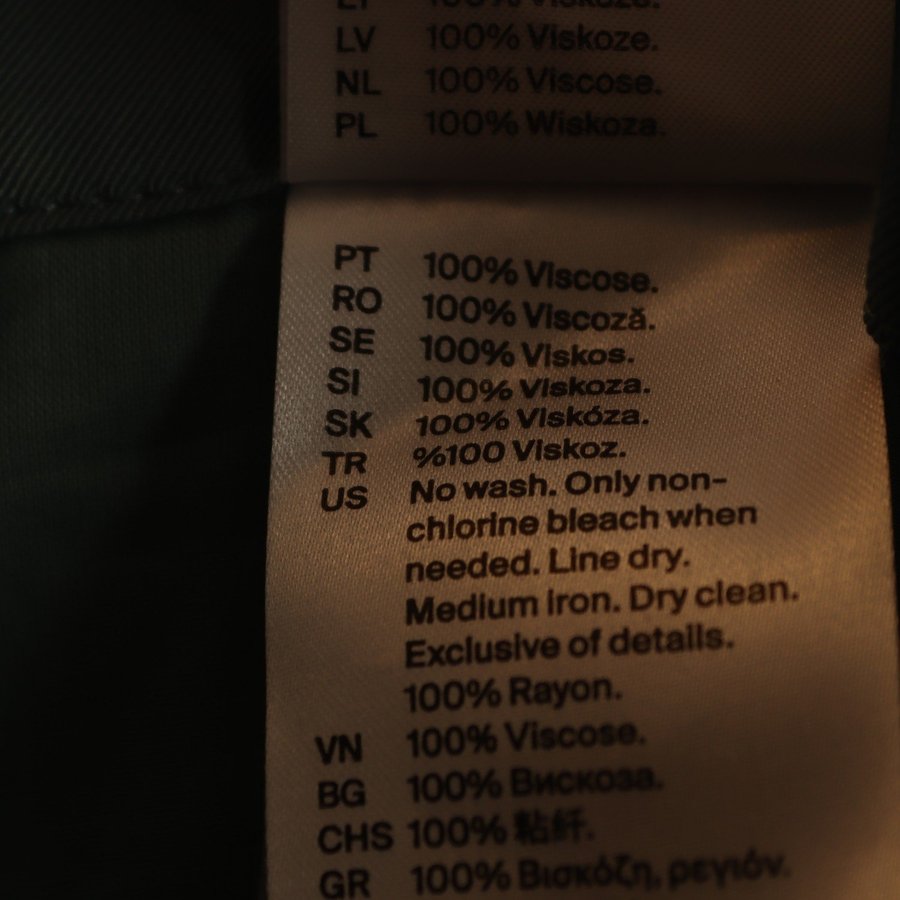 LT 100% Viskozė.
LV 100% Viskoze.
NL 100% Viscose.
PL 100% Wiskoza.
PT 100% Viscose.
RO 100% Viscoză.
SE 100% Viskos.
SI 100% Viskoza.
SK 100% Viskóza.
TR %100 Viskoz.
US No wash. Only non-
chlorine bleach when
needed. Line dry.
Medium iron. Dry clean.
Exclusive of details.
100% Rayon.
VN 100% Viscose.
BG 100% Вискоза.
CHS 100% 粘纤.
GR 100% Βισκόζη, ρεγιόν.